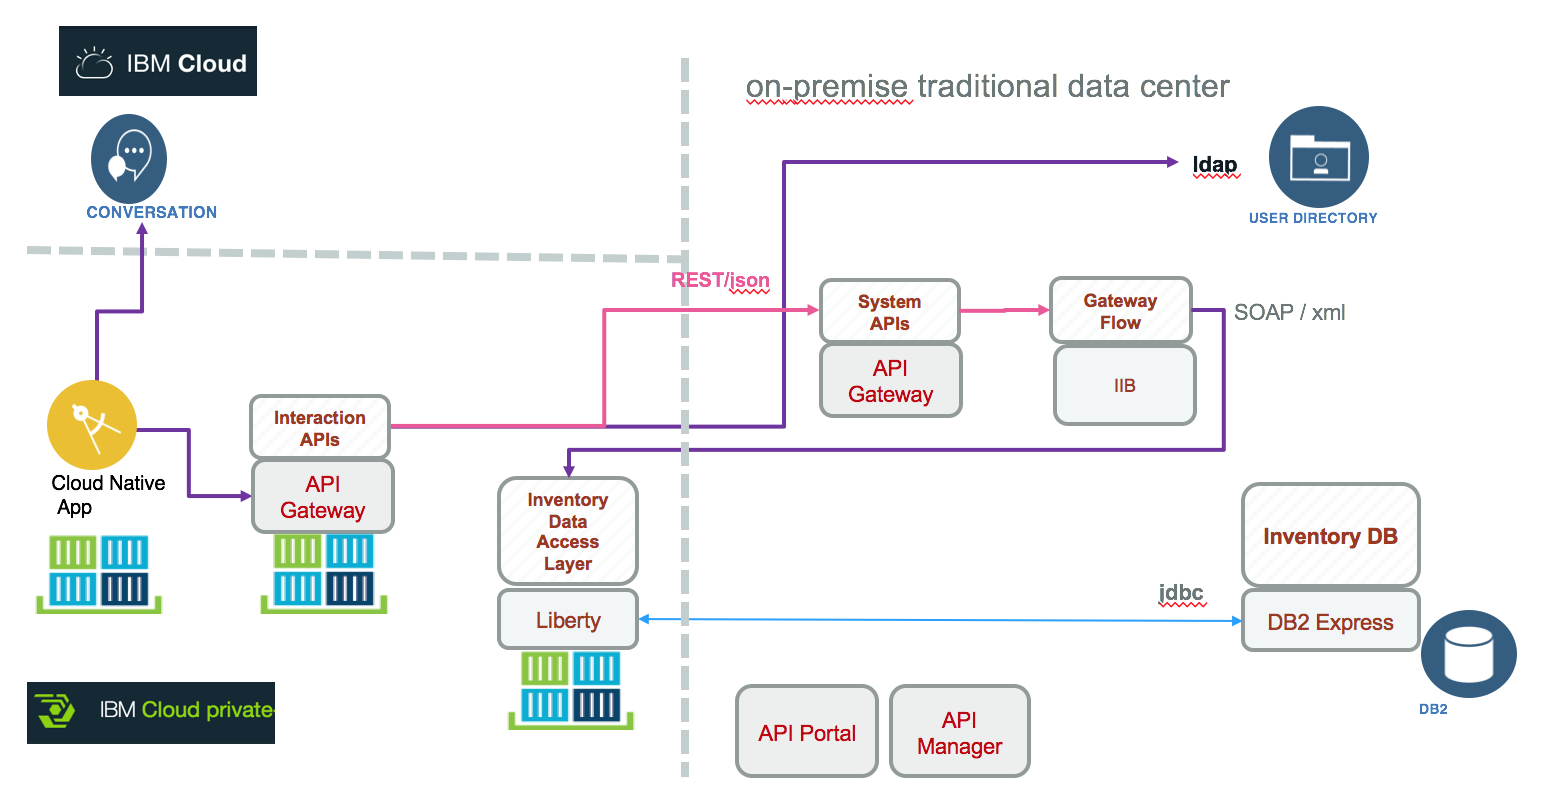 IBM Cloud
on-premise traditional data center
CONVERSATION
ldap
USER DIRECTORY
REST/json
System
APIs
API
Gateway
Gateway
Flow
IIB
SOAP / xml
Cloud Native
App
Interaction
APIs
API
Gateway
Inventory
Data
Access
Layer
Liberty
jdbc
Inventory DB
DB2 Express
DB2
IBM Cloud private
API Portal
API
Manager